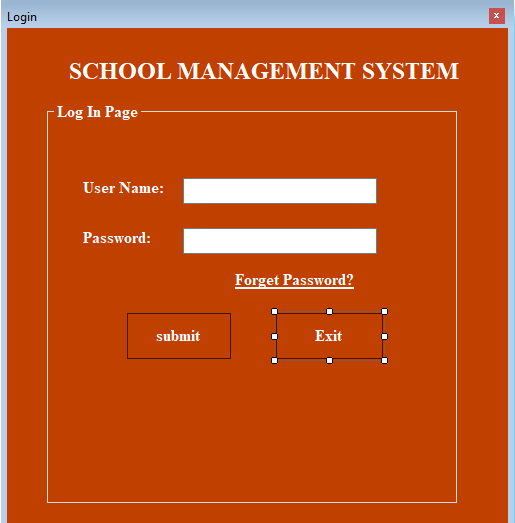 Login
SCHOOL MANAGEMENT SYSTEM
Log In Page
User Name:
Password:
Forget Password?
submit Exit